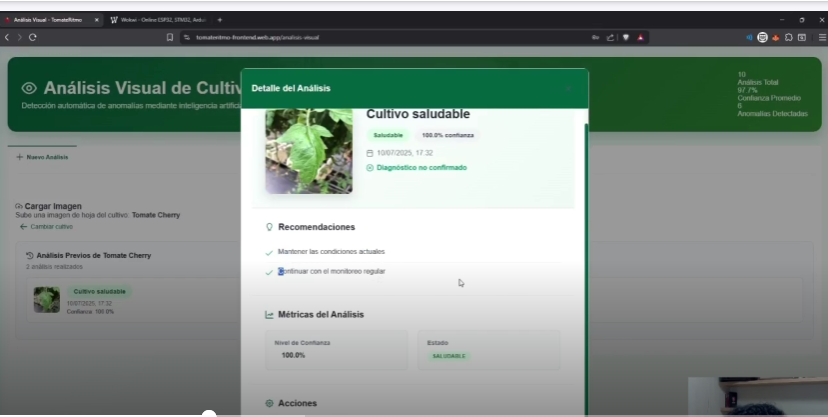 Análisis Visual - TomateRitmo
Wokwi - Online ESP32, STM32, Ardui
tomateritmo-frontend.web.app/analisis-visual
Análisis Visual de Cultiv
Detección automática de anomalías mediante inteligencia artific
10
Análisis Total
97.7%
Confianza Promedio
6
Anomalías Detectadas
Nuevo Análisis
Cargar Imagen
Sube una imagen de hoja del cultivo: Tomate Cherry
Cambiar cultivo
Análisis Previos de Tomate Cherry
2 análisis realizados
Cultivo saludable
10/07/2025, 17:32
Confianza: 100.0%
Detalle del Análisis
Cultivo saludable
Saludable
100.0% confianza
10/07/2025, 17:32
Diagnóstico no confirmado
Recomendaciones
Mantener las condiciones actuales
Continuar con el monitoreo regular
Métricas del Análisis
Nivel de Confianza
100.0%
Estado
SALUDABLE
Acciones